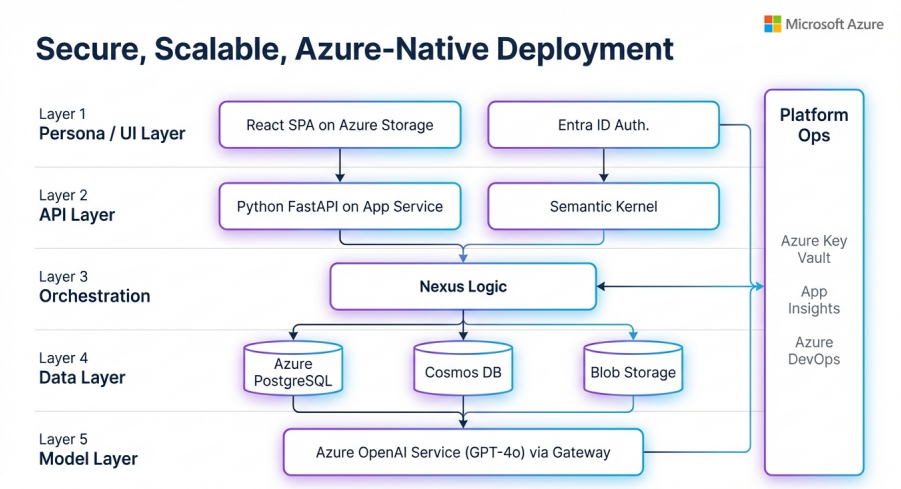 Microsoft Azure
Secure, Scalable, Azure-Native Deployment
Layer 1
Persona / UI Layer
React SPA on Azure Storage
Entra ID Auth.
Layer 2
API Layer
Python FastAPI on App Service
Semantic Kernel
Layer 3
Orchestration
Nexus Logic
Layer 4
Data Layer
Azure
PostgreSQL
Cosmos DB
Blob Storage
Layer 5
Model Layer
Azure OpenAI Service (GPT-4o) via Gateway
Platform
Ops
Azure Key
Vault
App
Insights
Azure
DevOps